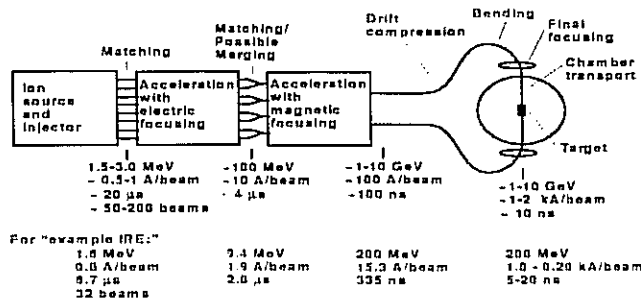 Matching
Matching/
Possible
Merging
Drift
compression
Bending
Final
focusing
Chamber
transport
Target
Ion
source
and
injector
Acceleration
with
electric
focusing
Acceleration
with
magnetic
focusing
1.5-3.0 MeV
~ 0.5-1 A/beam
~ 20 µs
~ 50-200 beams
~100 MeV
~10 A/beam
4 µs
~1-10 GeV
~100 A/beam
~100 ns
~1-10 GeV
~1-2 kA/beam
~ 10 ns
For "example IRE:"
1.6 MeV
A/beam
6.7 µs
32 beams
MeV
1.9 A/beam
2.0 µs
200 MeV
15.3 A/beam
335 ns
200 MeV
1.0 - 0.20 kA/beam
5-20 ns